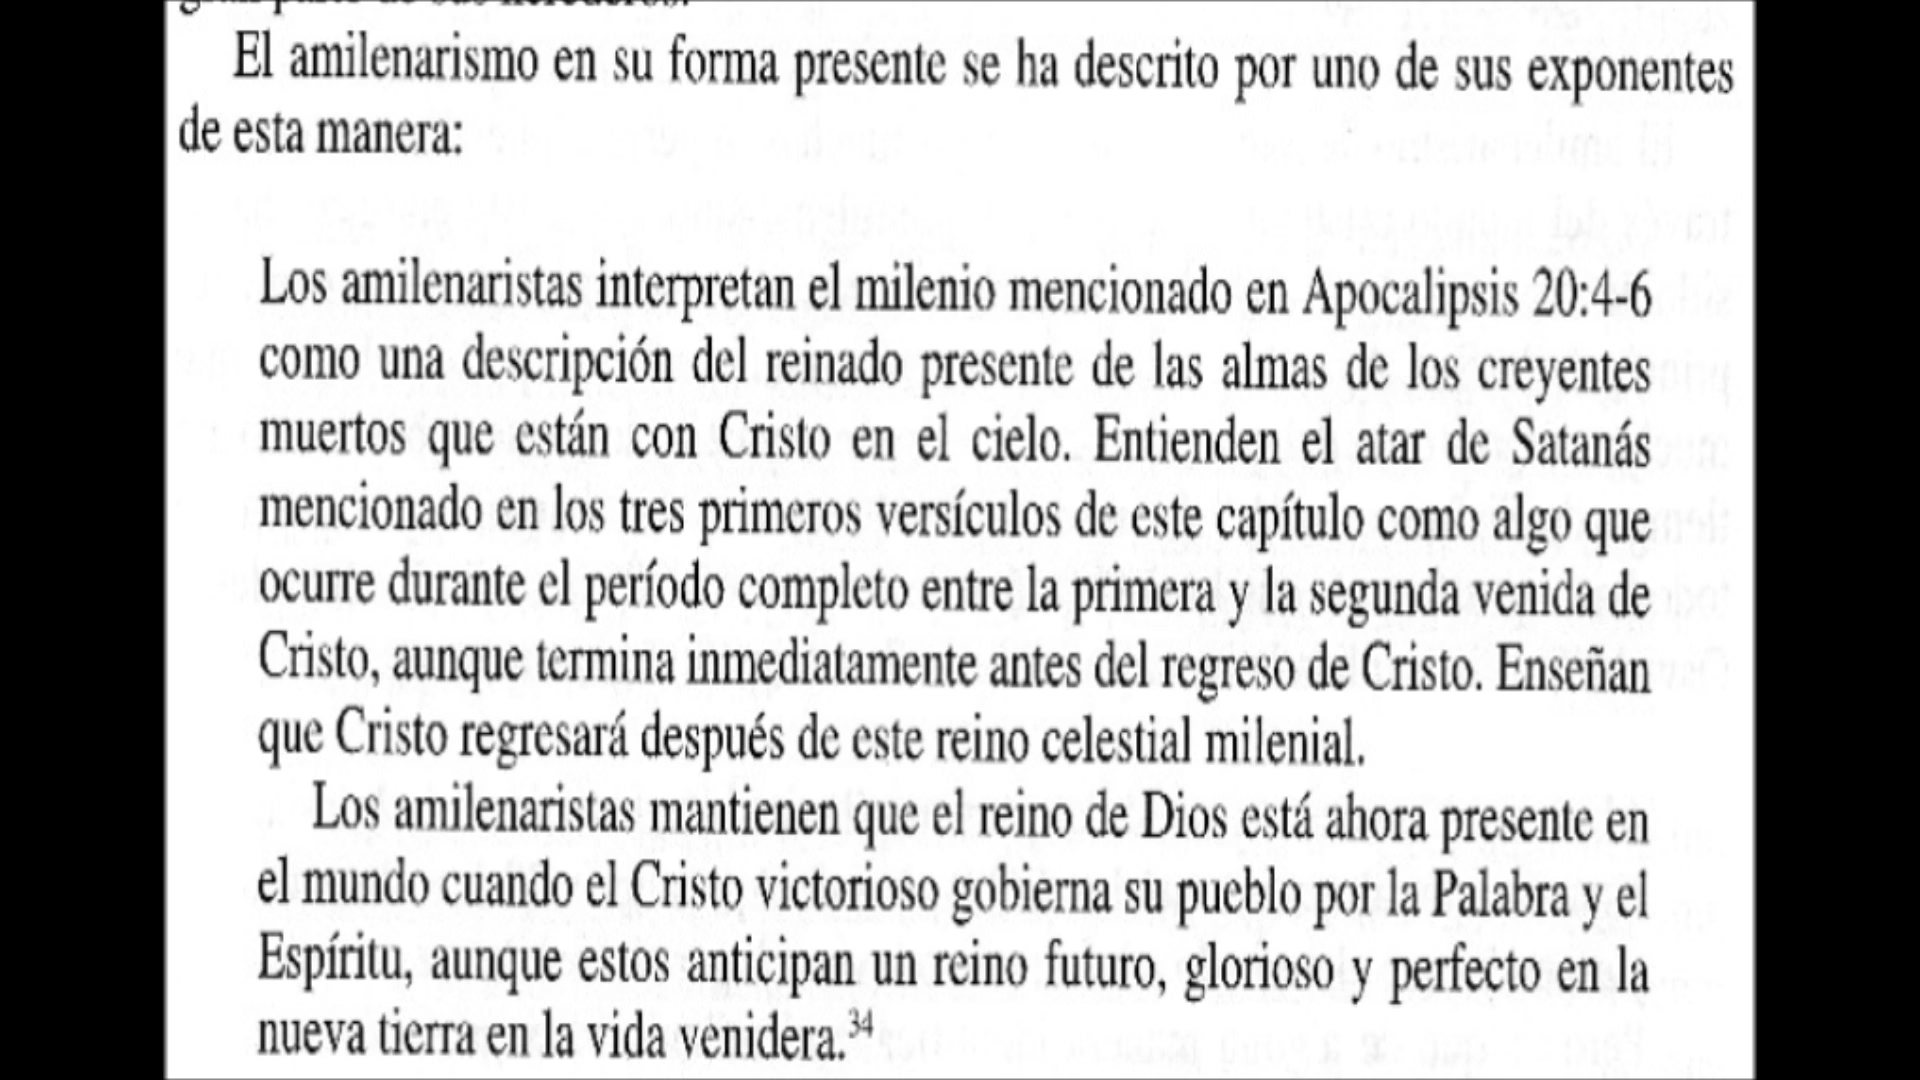 gran parte de sus herederos.
El amilenarismo en su forma presente se ha descrito por uno de sus exponentes
de esta manera:
Los amilenaristas interpretan el milenio mencionado en Apocalipsis 20:4-6
como una descripción del reinado presente de las almas de los creyentes
muertos que están con Cristo en el cielo. Entienden el atar de Satanás
mencionado en los tres primeros versículos de este capítulo como algo que
ocurre durante el período completo entre la primera y la segunda venida de
Cristo, aunque termina inmediatamente antes del regreso de Cristo. Enseñan
que Cristo regresará después de este reino celestial milenial.
Los amilenaristas mantienen que el reino de Dios está ahora presente en
el mundo cuando el Cristo victorioso gobierna su pueblo por la Palabra y el
Espíritu, aunque estos anticipan un reino futuro, glorioso y perfecto en la
nueva tierra en la vida venidera.34